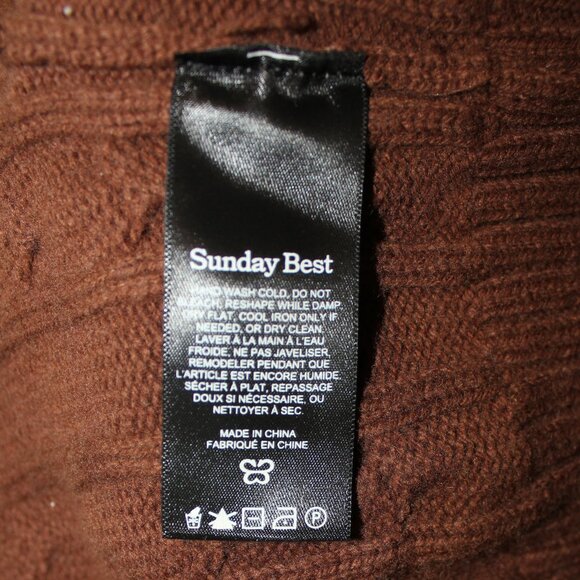 Sunday Best
HAND WASH COLD, DO NOT
BLEACH, RESHAPE WHILE DAMP,
DRY FLAT, COOL IRON ONLY IF
NEEDED, OR DRY CLEAN.
LAVER À LA MAIN À L'EAU
FROIDE, NE PAS JAVELISER,
REMODELER PENDANT QUE
L'ARTICLE EST ENCORE HUMIDE.
SÉCHER À PLAT, REPASSAGE
DOUX SI NÉCESSAIRE, OU
NETTOYER À SEC.
MADE IN CHINA
FABRIQUÉ EN CHINE
P